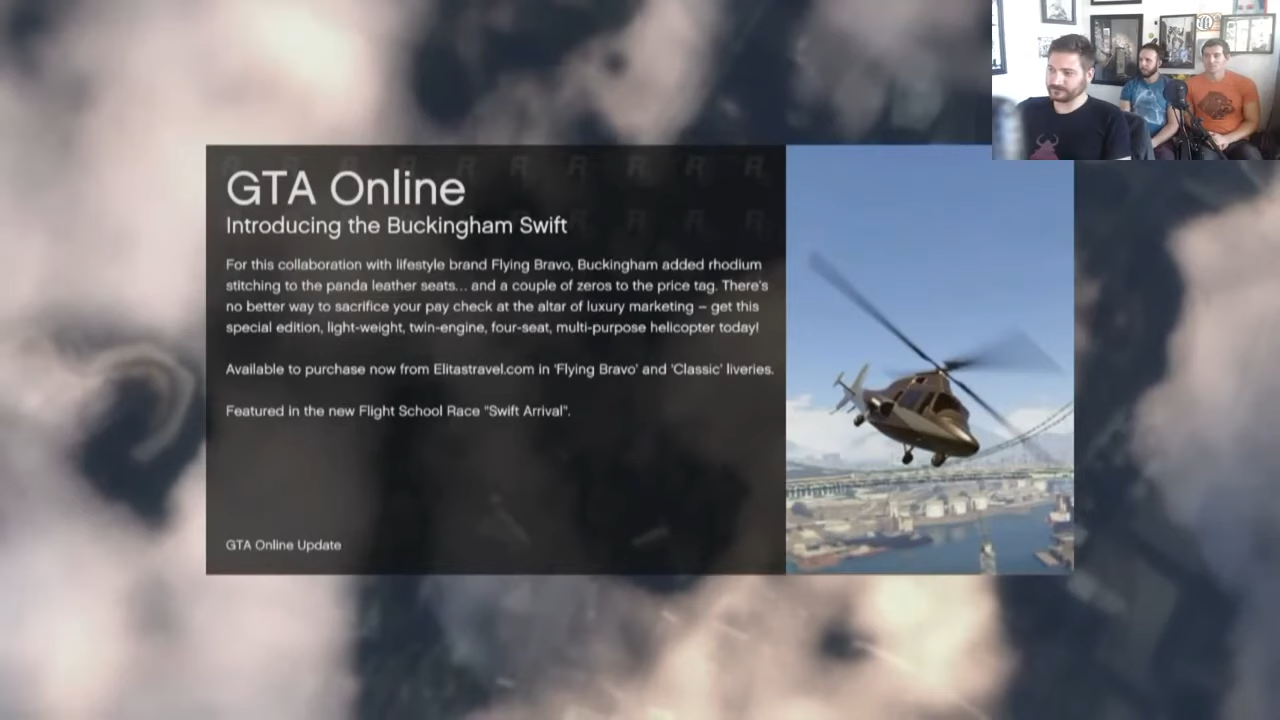 GTA Online
Introducing the Buckingham Swift
For this collaboration with lifestyle brand Flying Bravo, Buckingham added rhodium
stitching to the panda leather seats... and a couple of zeros to the price tag. There's
no better way to sacrifice your pay check at the altar of luxury marketing – get this
special edition, light-weight, twin-engine, four-seat, multi-purpose helicopter today!
Available to purchase now from Elitastravel.com in 'Flying Bravo' and 'Classic' liveries.
Featured in the new Flight School Race "Swift Arrival".
GTA Online Update